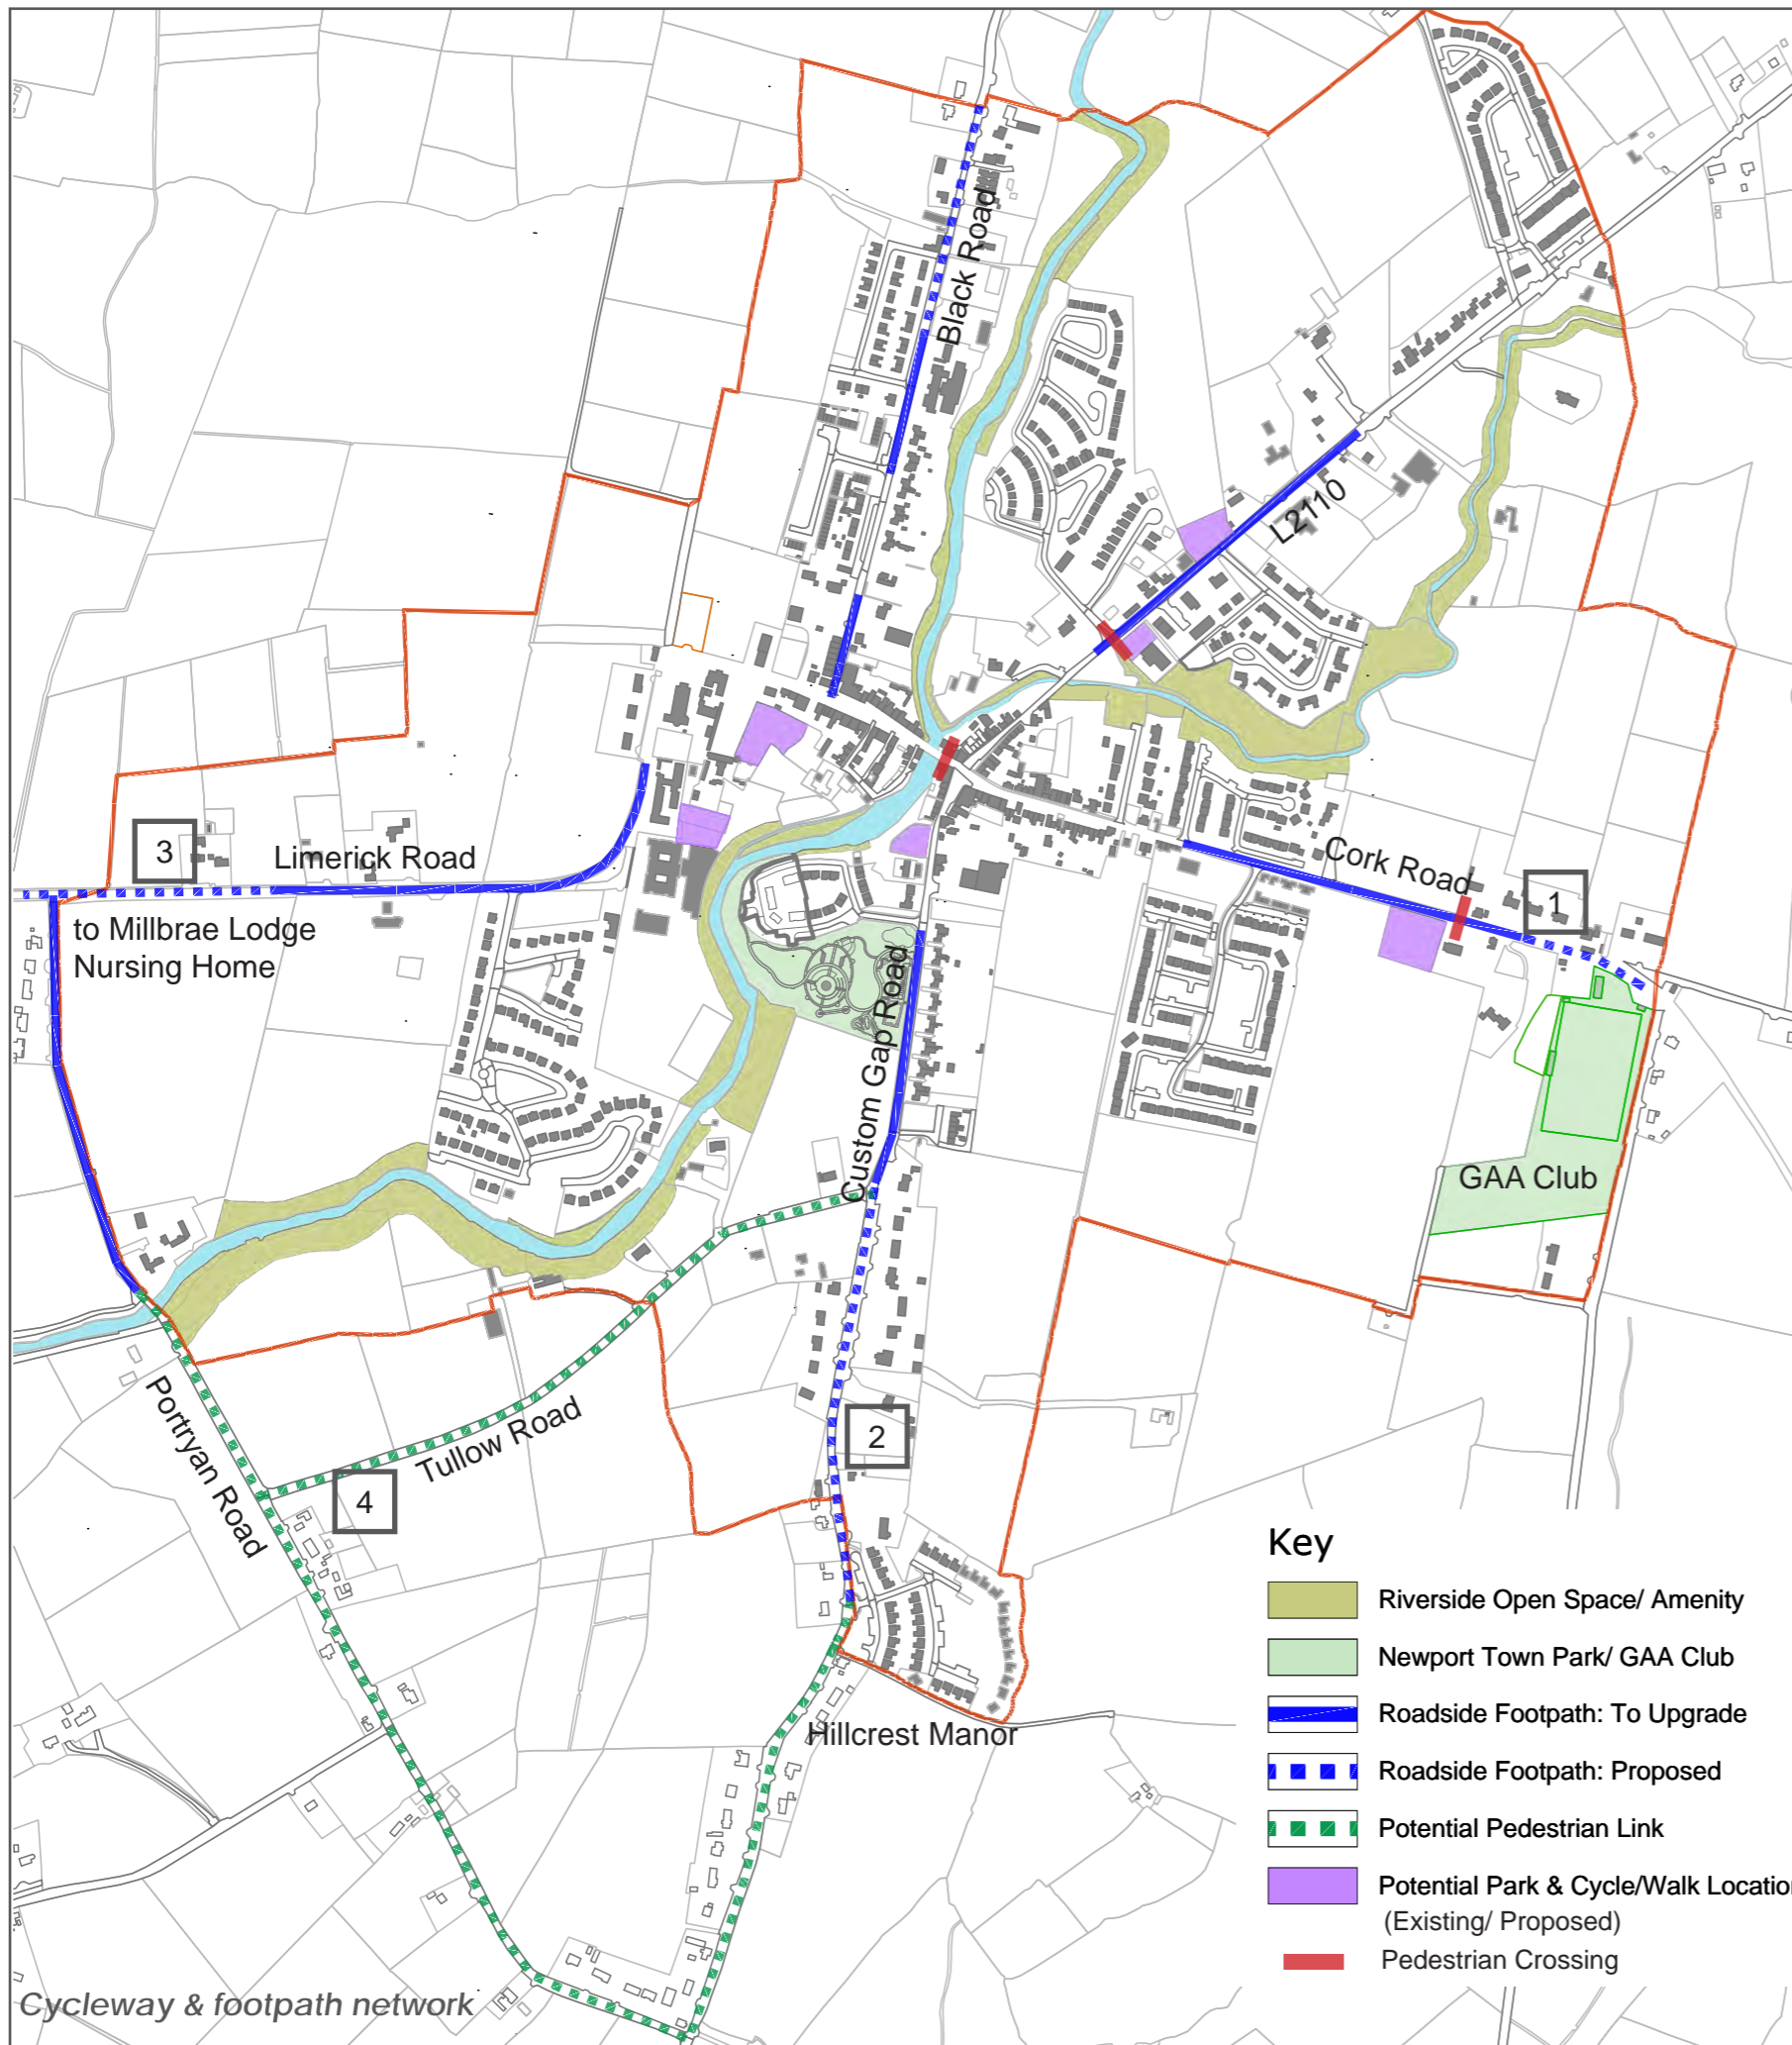 Black Road
L2110
3
Limerick Road
to Millbrae Lodge
Nursing Home
Cork Road
1
Custom Gap Road
GAA Club
2
Portryan Road
Tullow Road
4
Hillcrest Manor
Key
Riverside Open Space/ Amenity
Newport Town Park/ GAA Club
Roadside Footpath: To Upgrade
Roadside Footpath: Proposed
Potential Pedestrian Link
Potential Park & Cycle/Walk Location
(Existing/ Proposed)
Pedestrian Crossing
Cycleway & footpath network